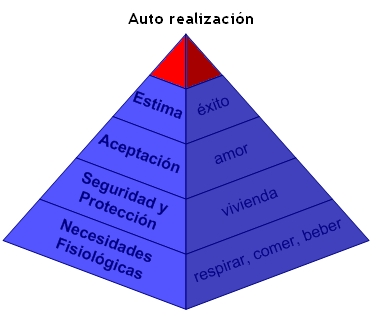 Auto realización
Estima
éxito
Aceptación
amor
Seguridad y
Protección
vivienda
Necesidades
Fisiológicas
respirar, comer, beber